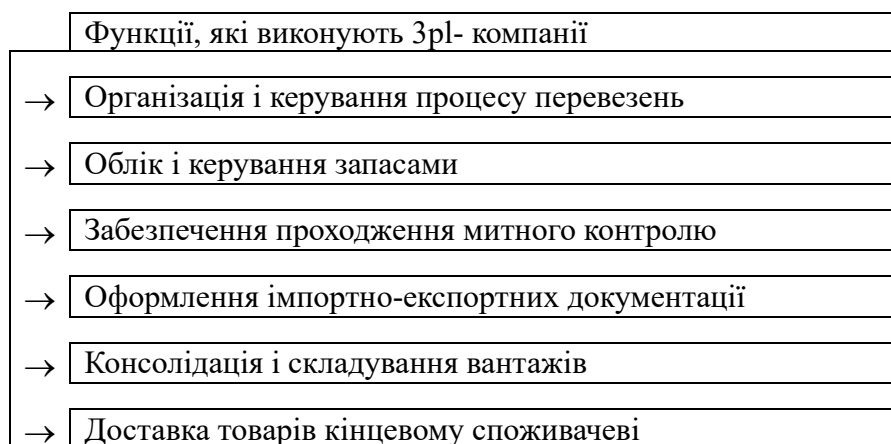 Функції, які виконують 3pl- компанії
→ Організація і керування процесу перевезень
→ Облік і керування запасами
→ Забезпечення проходження митного контролю
→ Оформлення імпортно-експортних документації
→ Консолідація і складування вантажів
→ Доставка товарів кінцевому споживачеві